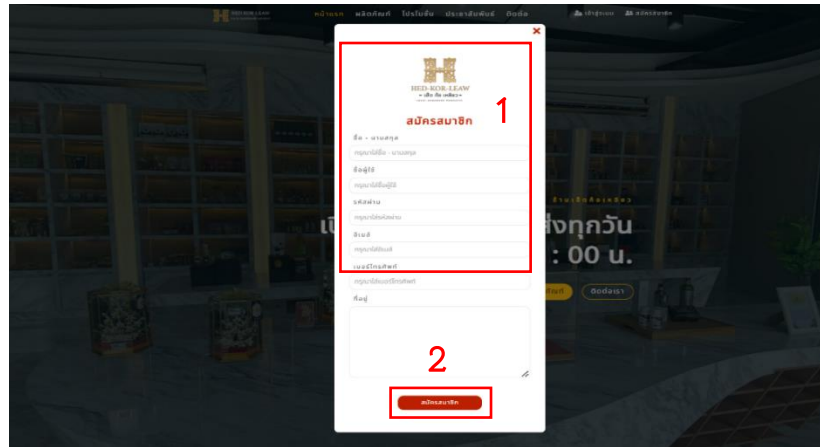 หน้าแรก ผลิตภัณฑ์ โปรโมชั่น ประชาสัมพันธ์ ติดต่อ เข้าสู่ระบบ สมัครสมาชิก
×
HED-KOR-LEAW
1
สมัครสมาชิก
ชื่อ - นามสกุล
กรุณาใส่ชื่อ - นามสกุล
ชื่อผู้ใช้
กรุณาใส่ชื่อผู้ใช้
รหัสผ่าน
กรุณาใส่รหัสผ่าน
อีเมล์
กรุณาใส่อีเมล์
เบอร์โทรศัพท์
กรุณาใส่เบอร์โทรศัพท์
ที่อยู่
ส่งทุกวัน
: 00 น.
ติดต่อเรา
2
สมัครสมาชิก